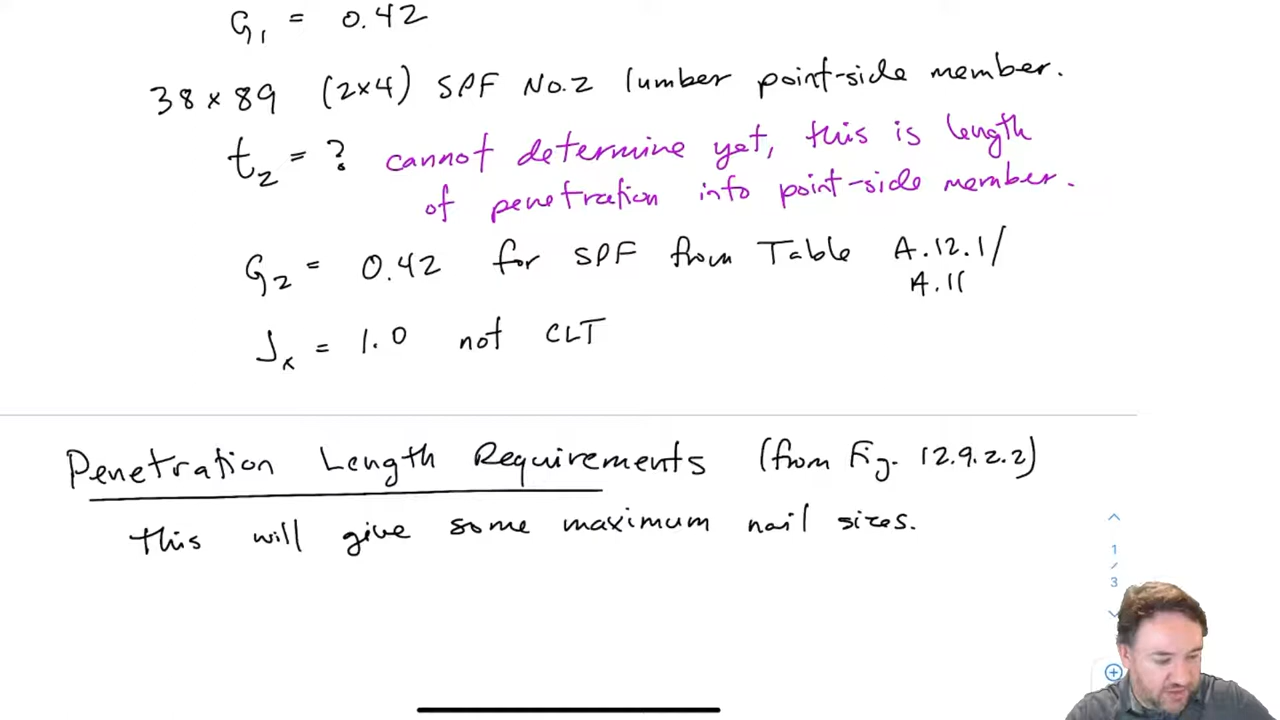 G₁ = 0.42
38 x 89 (2x4) SPF No.2 lumber point-side member.
t₂ = ? cannot determine yet, this is length
of penetration into point-side member.
G₂ = 0.42 for SPF from Table A.12.1/
A.11
Jₓ = 1.0 not CLT
Penetration Length Requirements (from Fig. 12.9.2.2)
this will give some maximum nail sizes.
1
/
3